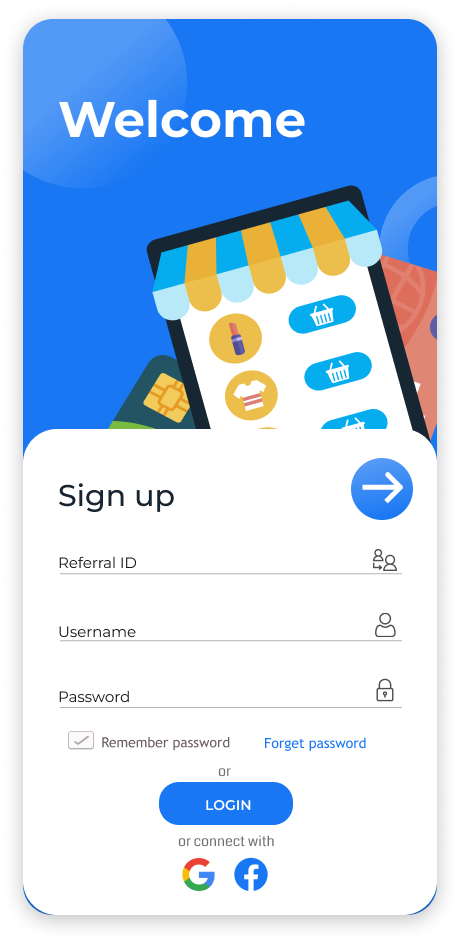 Welcome
Sign up
Referral ID
Username
Password
Remember password Forget password
or
LOGIN
or connect with